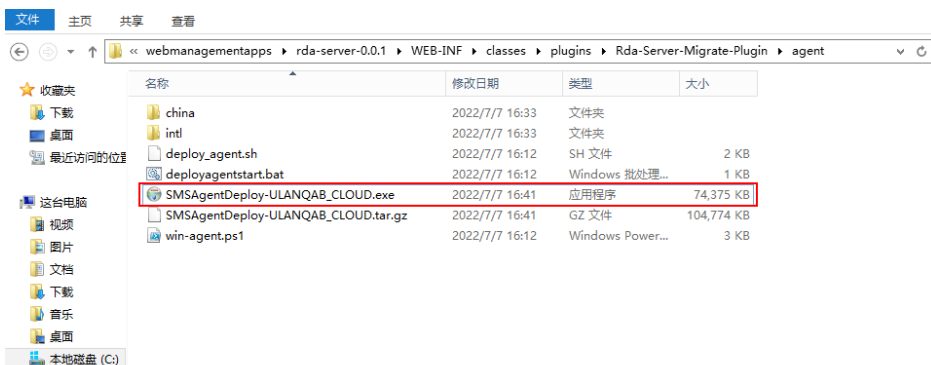 文件 主页 共享 查看
« webmanagementapps ▸ rda-server-0.0.1 ▸ WEB-INF ▸ classes ▸ plugins ▸ Rda-Server-Migrate-Plugin ▸ agent
收藏夹
下载
桌面
最近访问的位置
这台电脑
视频
图片
文档
下载
音乐
桌面
本地磁盘 (C:)
名称 修改日期 类型 大小
china 2022/7/7 16:33 文件夹
intl 2022/7/7 16:33 文件夹
deploy_agent.sh 2022/7/7 16:12 SH 文件 2 KB
deployagentstart.bat 2022/7/7 16:12 Windows 批处理... 1 KB
SMSAgentDeploy-ULANQAB_CLOUD.exe 2022/7/7 16:41 应用程序 74,375 KB
SMSAgentDeploy-ULANQAB_CLOUD.tar.gz 2022/7/7 16:41 GZ 文件 104,774 KB
win-agent.ps1 2022/7/7 16:12 Windows Power... 3 KB